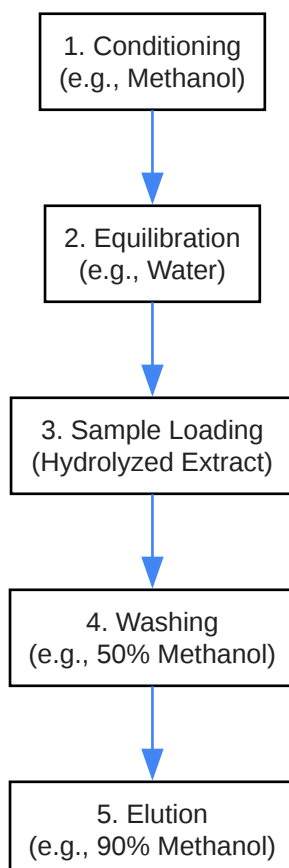 1. Conditioning
(e.g., Methanol)
2. Equilibration
(e.g., Water)
3. Sample Loading
(Hydrolyzed Extract)
4. Washing
(e.g., 50% Methanol)
5. Elution
(e.g., 90% Methanol)